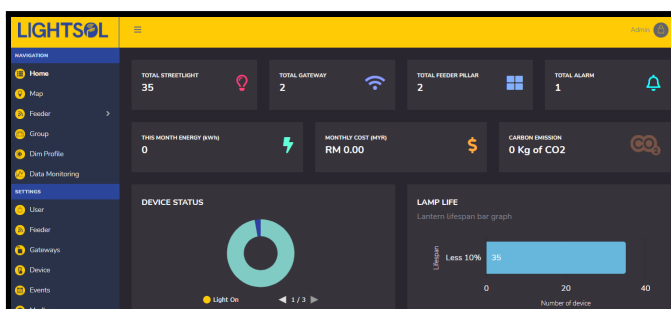 LIGHTSOL
Admin
NAVIGATION
Home
Map
Feeder
Group
Dim Profile
Data Monitoring
SETTINGS
User
Feeder
Gateways
Device
Events
TOTAL STREETLIGHT
35
TOTAL GATEWAY
2
TOTAL FEEDER PILLAR
2
TOTAL ALARM
1
THIS MONTH ENERGY (kWh)
0
MONTHLY COST (MYR)
RM 0.00
CARBON EMISSION
0 Kg of CO2
CO2
DEVICE STATUS
Light On
1 / 3
LAMP LIFE
Lantern lifespan bar graph
Lifespan
Less 10%
35
0 20 40
Number of device